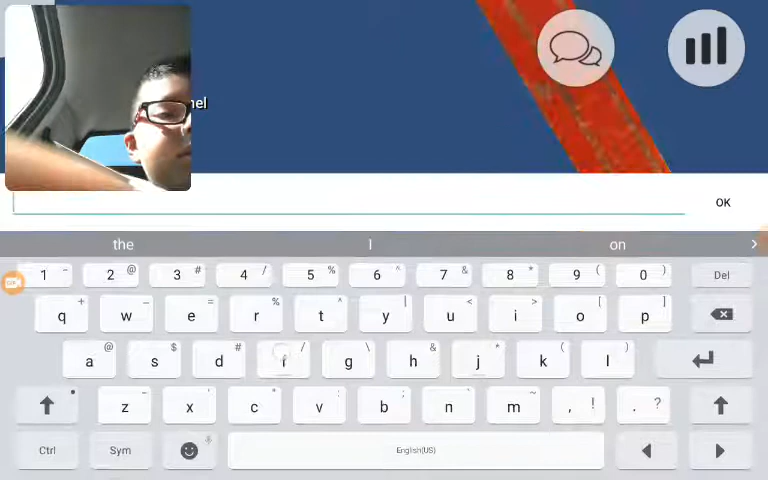 nel
OK
the I on
1 - 2 @ 3 # 4 / 5 % 6 ^ 7 & 8 * 9 ( 0 ) Del
q + w - e = r % t ^ y | u < i > o [ p ]
a @ s $ d # f / g \ h & j * k ( l )
z - x ' c " v : b ; n , m ~ , ! . ?
Ctrl Sym English(US)